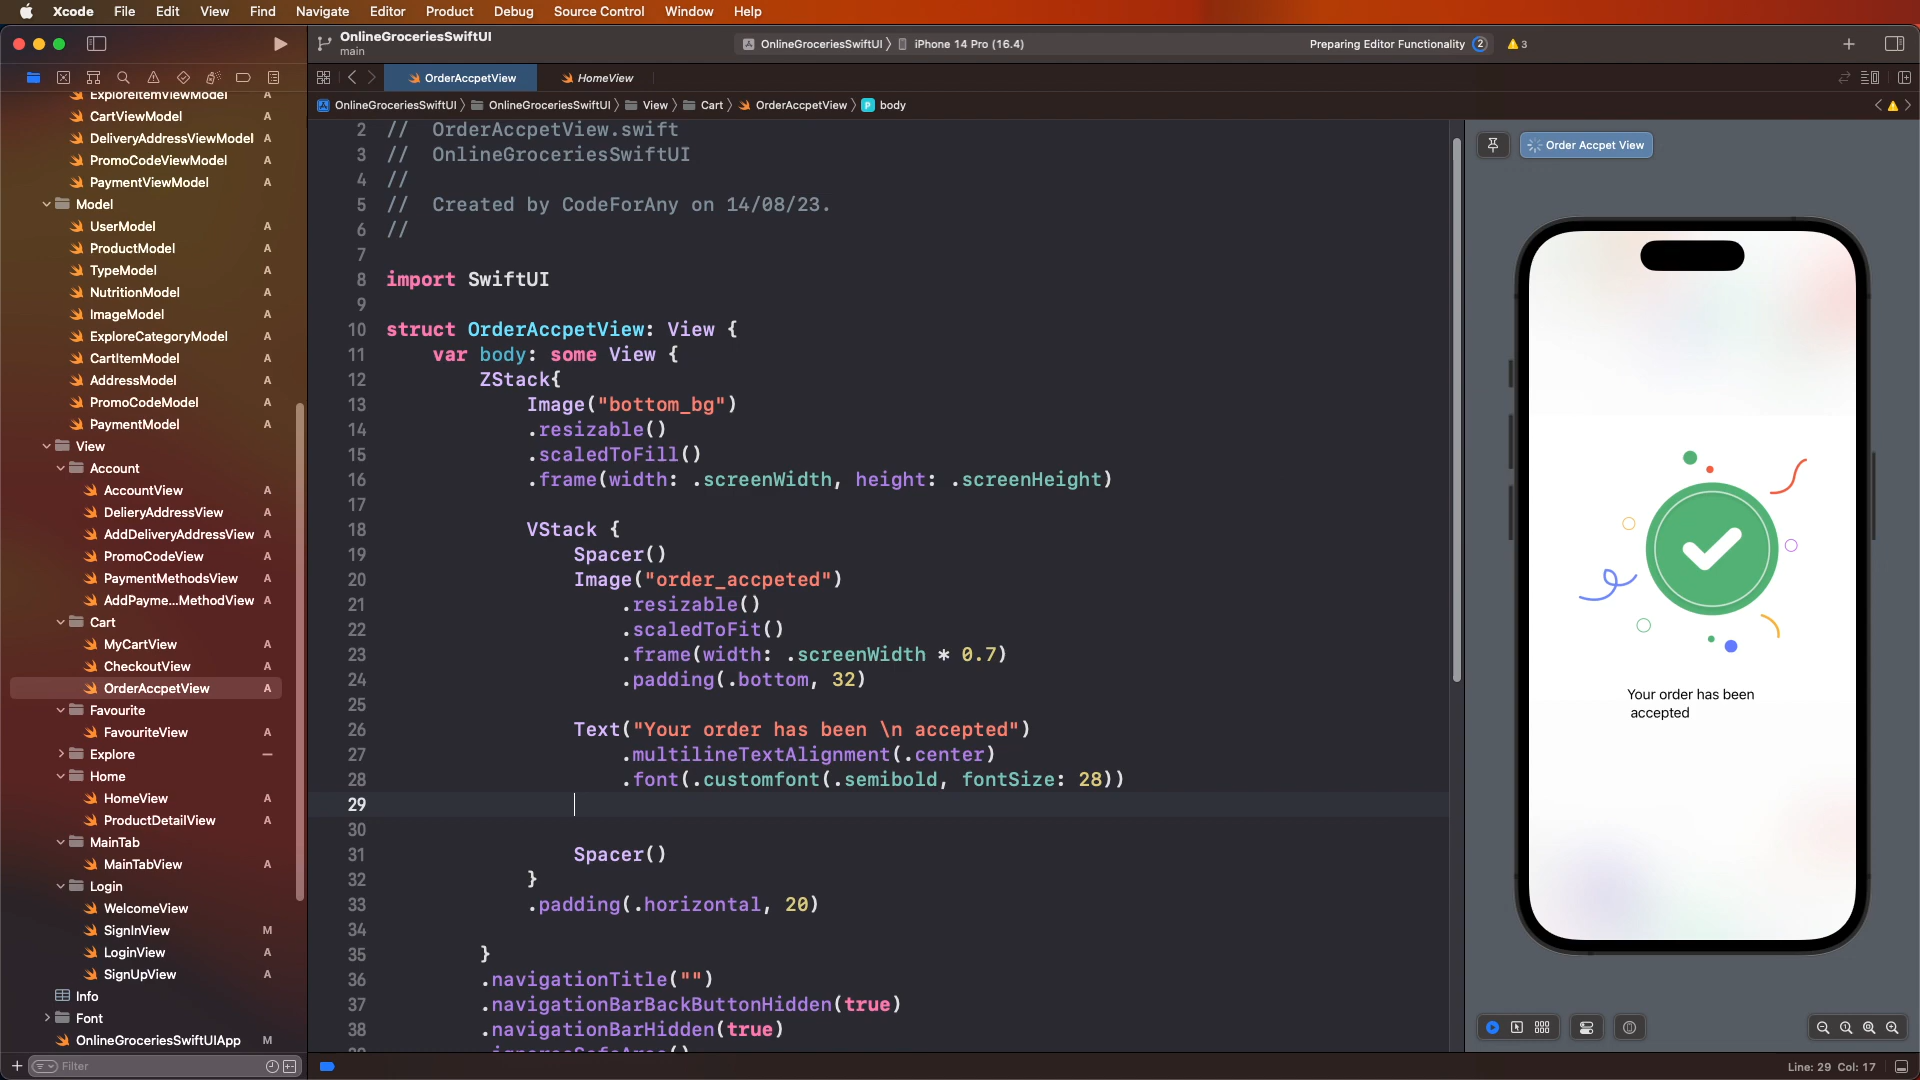 Xcode File Edit View Find Navigate Editor Product Debug Source Control Window Help
OnlineGroceriesSwiftUI
main
OnlineGroceriesSwiftUI 〉 iPhone 14 Pro (16.4)
Preparing Editor Functionality 2
3
OrderAccpetView
HomeView
OnlineGroceriesSwiftUI 〉 OnlineGroceriesSwiftUI 〉 View 〉 Cart 〉 OrderAccpetView 〉 P body
ExploreItemViewModel A
CartViewModel A
DeliveryAddressViewModel A
PromoCodeViewModel A
PaymentViewModel A
Model
UserModel A
ProductModel A
TypeModel A
NutritionModel A
ImageModel A
ExploreCategoryModel A
CartItemModel A
AddressModel A
PromoCodeModel A
PaymentModel A
View
Account
AccountView A
DelieryAddressView A
AddDeliveryAddressView A
PromoCodeView A
PaymentMethodsView A
AddPayme...MethodView A
Cart
MyCartView A
CheckoutView A
OrderAccpetView A
Favourite
FavouriteView A
Explore
Home
HomeView A
ProductDetailView A
MainTab
MainTabView A
Login
WelcomeView
SignInView M
LoginView A
SignUpView A
Info
Font
OnlineGroceriesSwiftUIApp M
Filter
2 //  OrderAccpetView.swift
3 //  OnlineGroceriesSwiftUI
4 //
5 //  Created by CodeForAny on 14/08/23.
6 //
7
8 import SwiftUI
9
10 struct OrderAccpetView: View {
11     var body: some View {
12         ZStack{
13             Image("bottom_bg")
14             .resizable()
15             .scaledToFill()
16             .frame(width: .screenWidth, height: .screenHeight)
17
18             VStack {
19                 Spacer()
20                 Image("order_accpeted")
21                     .resizable()
22                     .scaledToFit()
23                     .frame(width: .screenWidth * 0.7)
24                     .padding(.bottom, 32)
25
26                 Text("Your order has been \n accepted")
27                     .multilineTextAlignment(.center)
28                     .font(.customfont(.semibold, fontSize: 28))
29
30
31                 Spacer()
32             }
33             .padding(.horizontal, 20)
34
35         }
36         .navigationTitle("")
37         .navigationBarBackButtonHidden(true)
38         .navigationBarHidden(true)
39         .ignoresSafeArea()
Order Accpet View
Your order has been
accepted
Line: 29 Col: 17